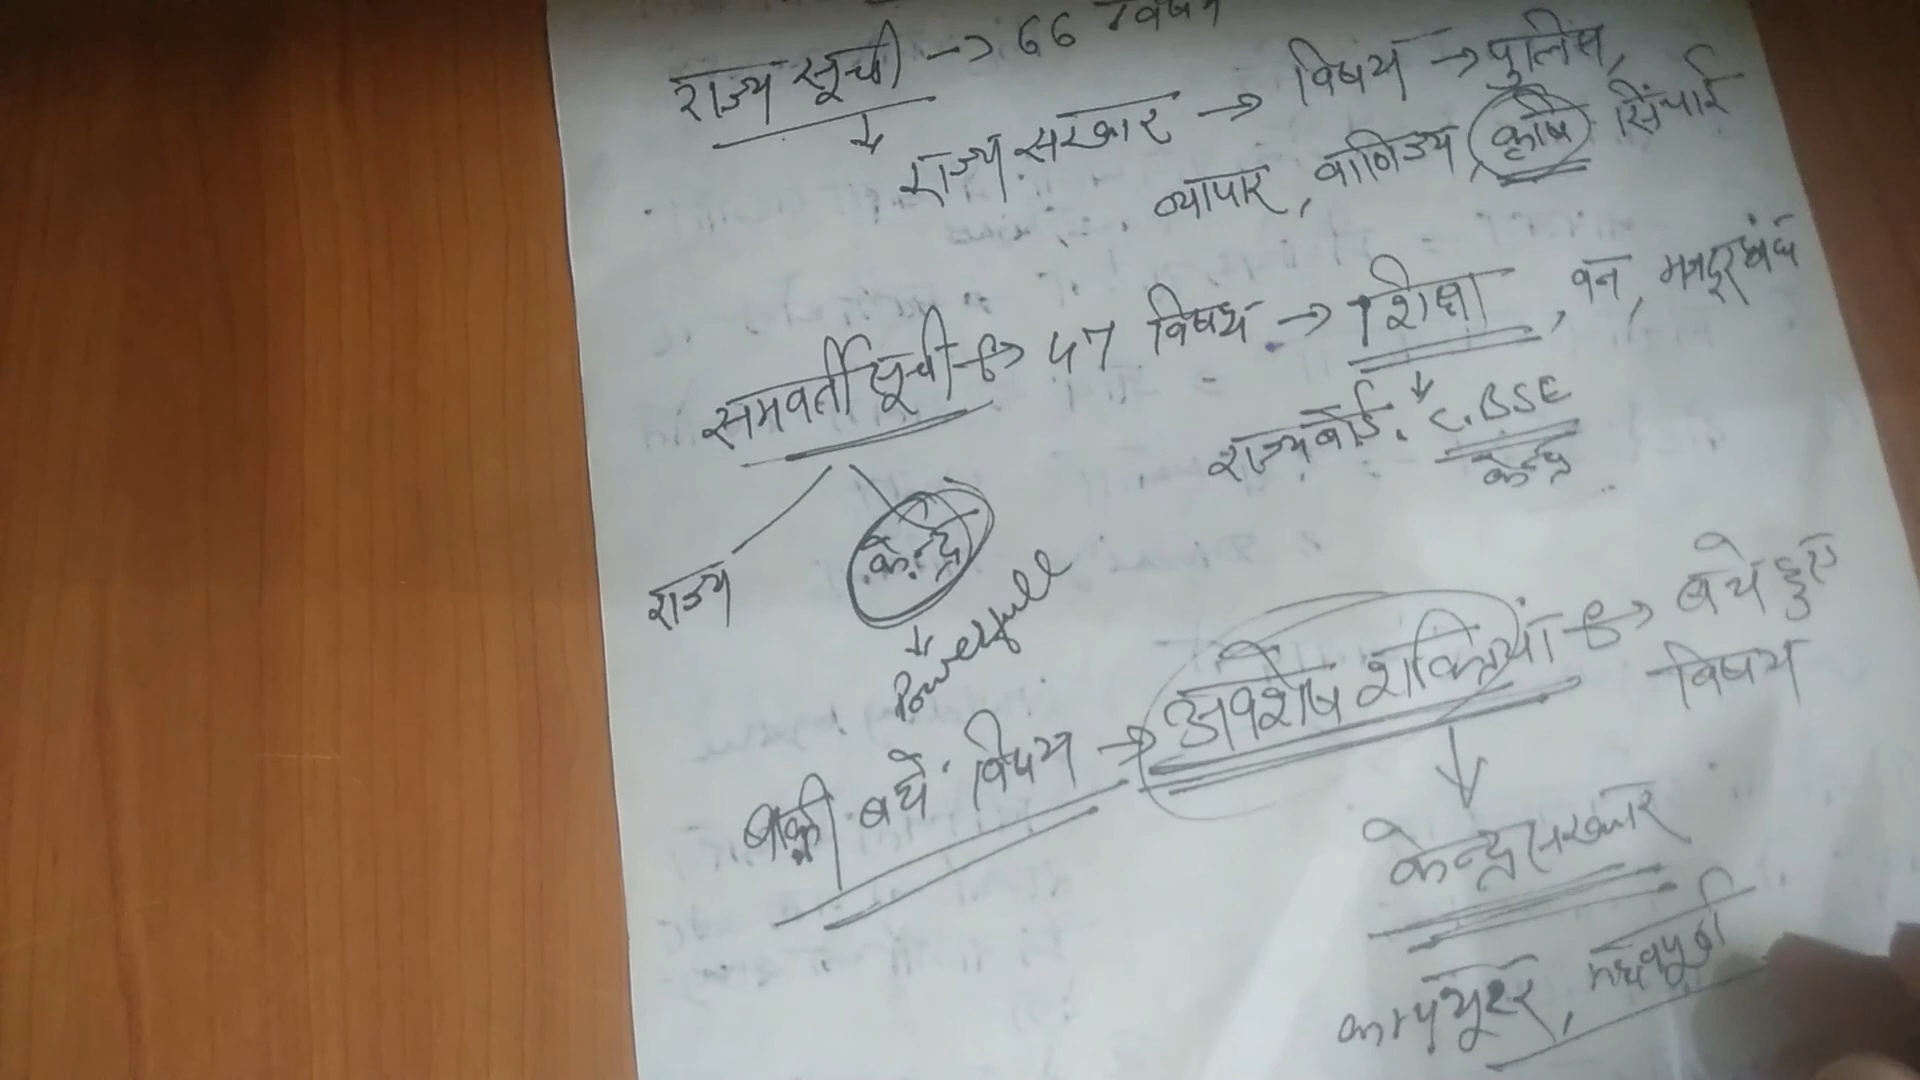 राज्य सूची → 66 विषय
राज्य सरकार → विषय → पुलिस,
व्यापार, वाणिज्य, कृषि सिंचाई
समवर्ती सूची → 47 विषय → शिक्षा, वन, मजदूर संघ
राज्य बोर्ड. C.BSE
केन्द्र
राज्य केन्द्र
Powerfull
बाकी बचे विषय → अवशेष शक्तियां → बचे हुए
विषय
केन्द्र सरकार
कम्प्यूटर,